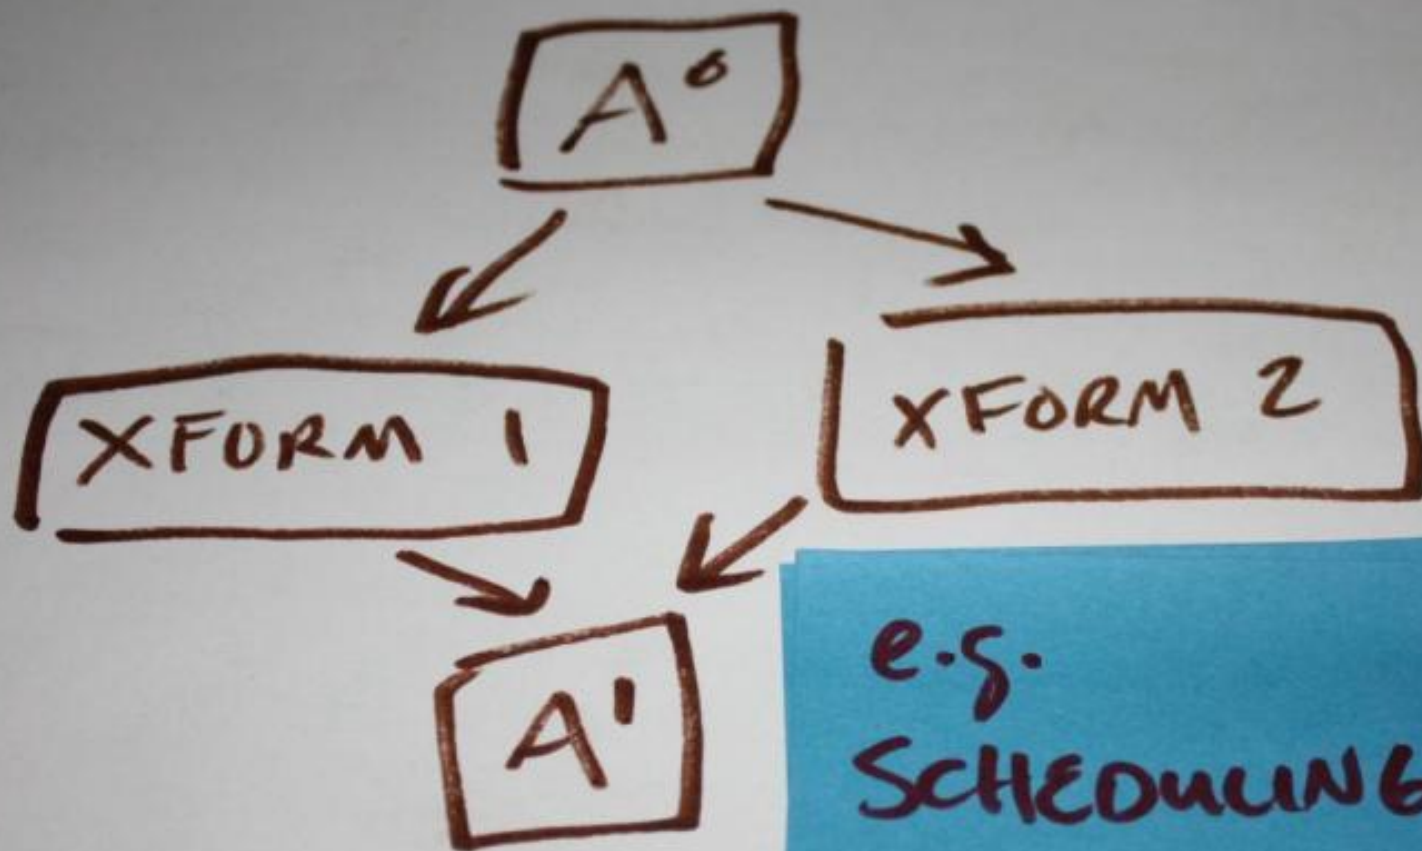 A⁰
XFORM 1
XFORM 2
A¹
e.g.
SCHEDULING